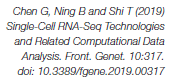 Chen G, Ning B and Shi T (2019)
Single-Cell RNA-Seq Technologies
and Related Computational Data
Analysis. Front. Genet. 10:317.
doi: 10.3389/fgene.2019.00317